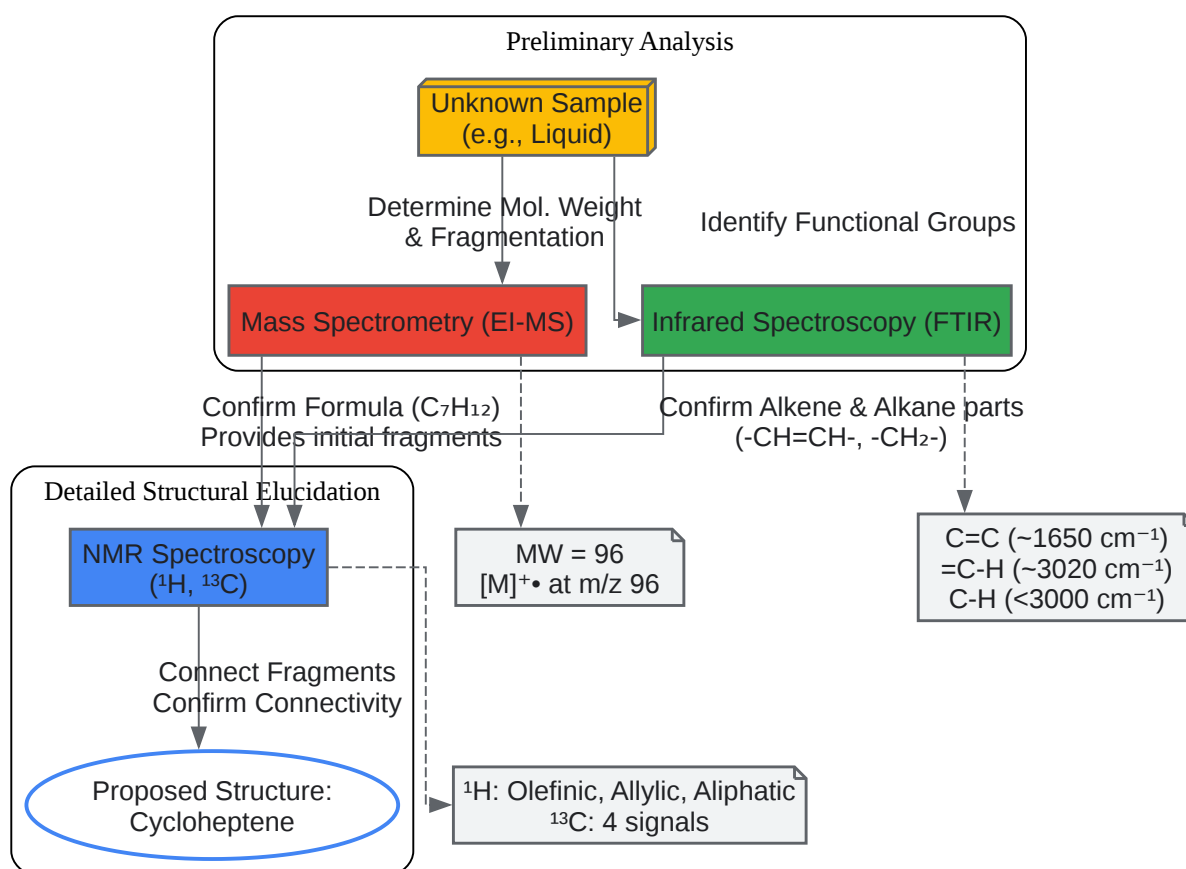 Preliminary Analysis
Unknown Sample
(e.g., Liquid)
Determine Mol. Weight
& Fragmentation
Identify Functional Groups
Mass Spectrometry (EI-MS)
Infrared Spectroscopy (FTIR)
Confirm Formula (C₇H₁₂)
Provides initial fragments
Confirm Alkene & Alkane parts
(-CH=CH-, -CH₂-)
Detailed Structural Elucidation
NMR Spectroscopy
(¹H, ¹³C)
MW = 96
[M]⁺• at m/z 96
C=C (~1650 cm⁻¹)
=C-H (~3020 cm⁻¹)
C-H (<3000 cm⁻¹)
Connect Fragments
Confirm Connectivity
Proposed Structure:
Cycloheptene
¹H: Olefinic, Allylic, Aliphatic
¹³C: 4 signals